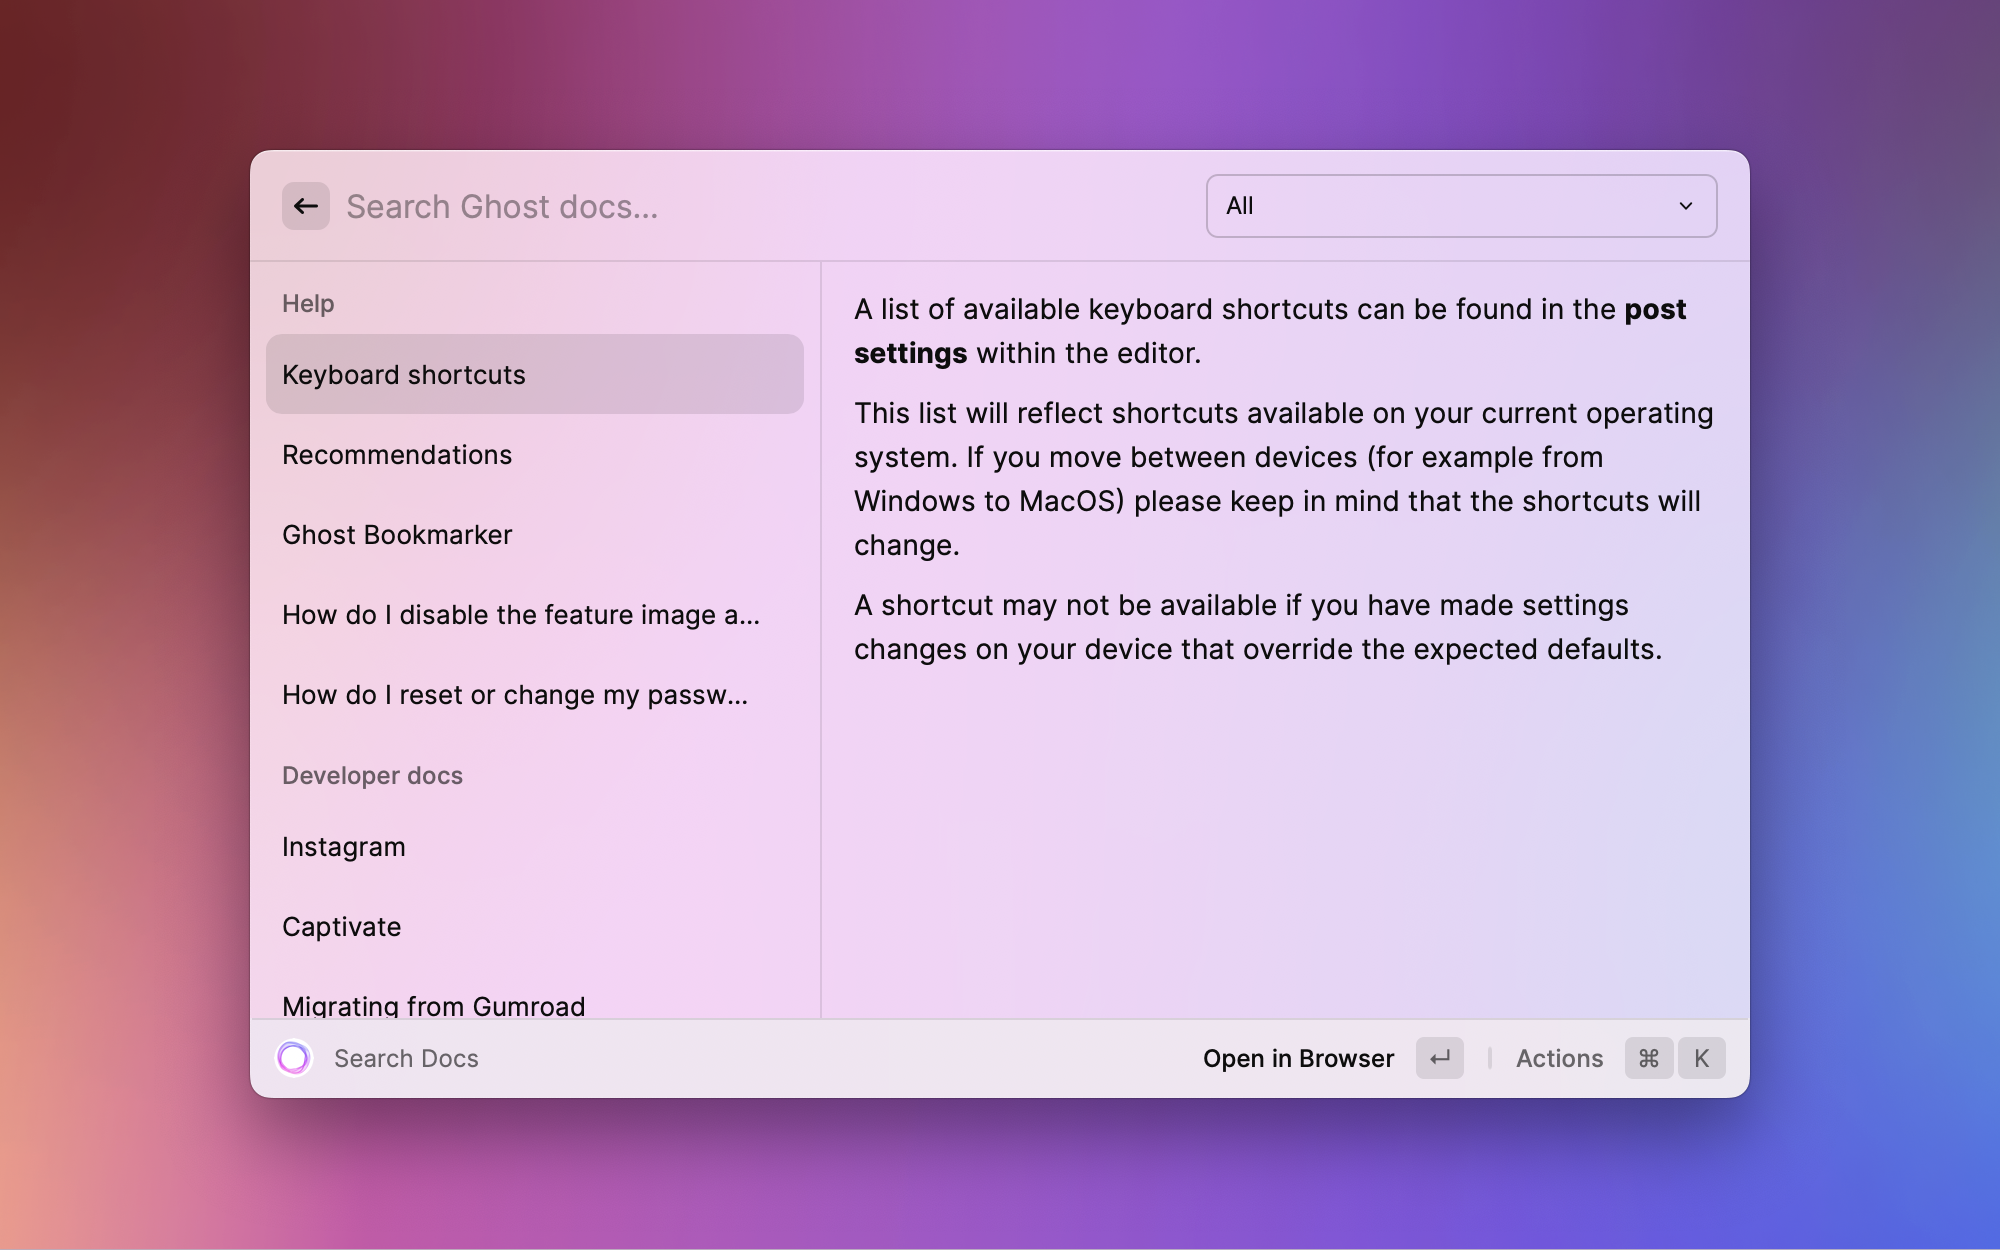 Search Ghost docs...
All
Help
Keyboard shortcuts
Recommendations
Ghost Bookmarker
How do I disable the feature image a...
How do I reset or change my passw...
Developer docs
Instagram
Captivate
Migrating from Gumroad
A list of available keyboard shortcuts can be found in the post
settings within the editor.
This list will reflect shortcuts available on your current operating
system. If you move between devices (for example from
Windows to MacOS) please keep in mind that the shortcuts will
change.
A shortcut may not be available if you have made settings
changes on your device that override the expected defaults.
Search Docs
Open in Browser ↵
Actions ⌘ K